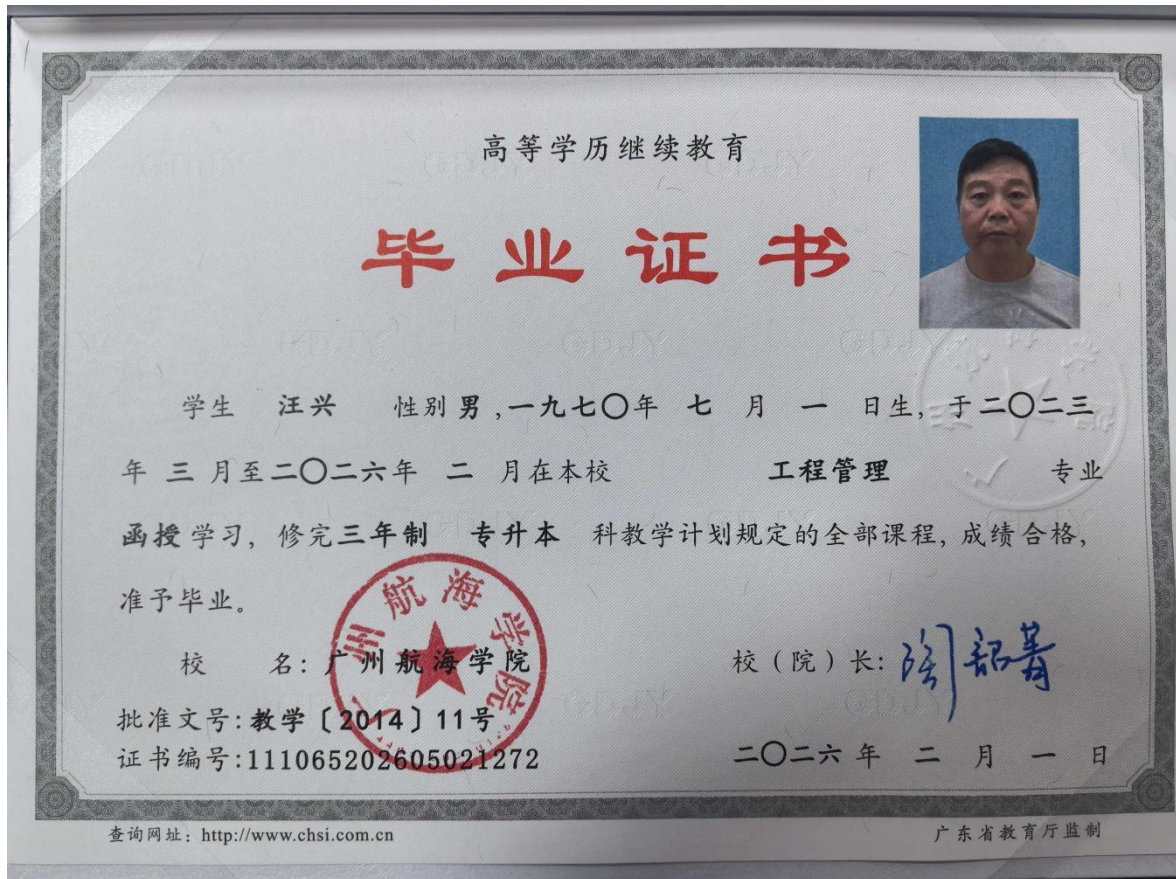 高等学历继续教育
毕业证书
学生 汪兴 性别 男 ,一九七〇年 七 月 一 日生, 于二〇二三
年 三 月至二〇二六年 二 月在本校 工程管理 专业
函授学习, 修完三年制 专升本 科教学计划规定的全部课程, 成绩合格,
准予毕业。
校 名: 广州航海学院
校（院）长:
广州航海学院
批准文号: 教学〔2014〕11号
证书编号:111065202605021272
二〇二六 年 二 月 一 日
查询网址: http://www.chsi.com.cn
广东省教育厅监制